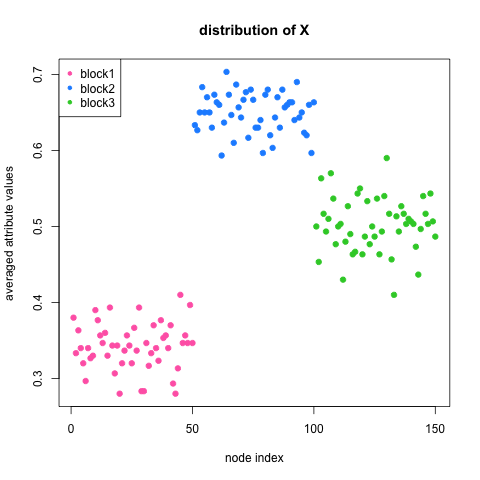 distribution of X
block1
block2
block3
averaged attribute values
0.7
0.6
0.5
0.4
0.3
0 50 100 150
node index